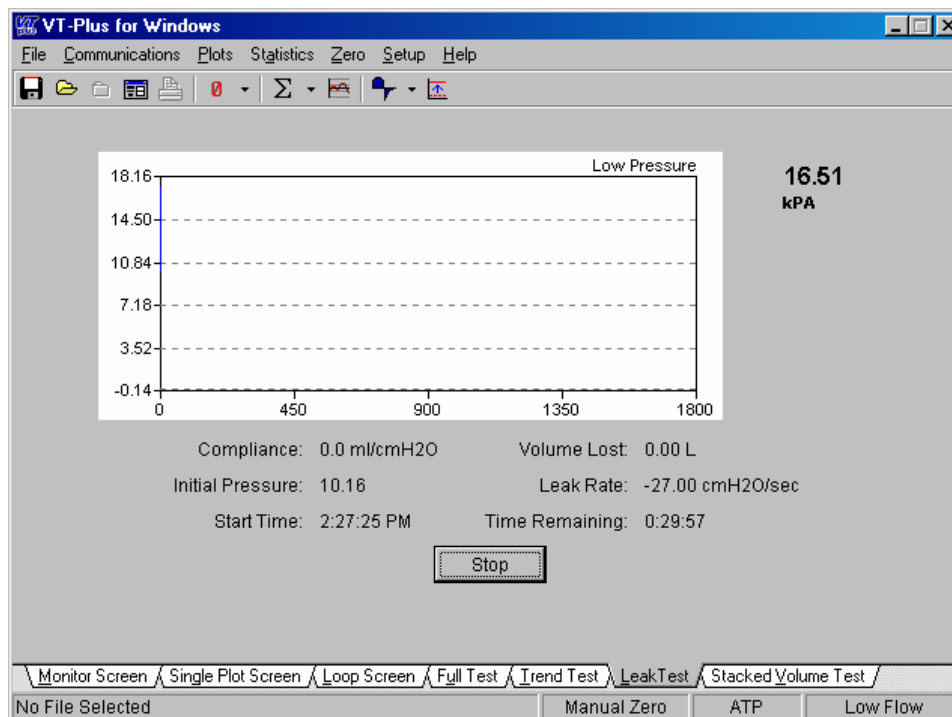 VT-Plus for Windows
File Communications Plots Statistics Zero Setup Help
Low Pressure
18.16
14.50
10.84
7.18
3.52
-0.14
0 450 900 1350 1800
16.51
kPA
Compliance: 0.0 ml/cmH2O Volume Lost: 0.00 L
Initial Pressure: 10.16 Leak Rate: -27.00 cmH2O/sec
Start Time: 2:27:25 PM Time Remaining: 0:29:57
Stop
Monitor Screen Single Plot Screen Loop Screen Full Test Trend Test LeakTest Stacked Volume Test
No File Selected Manual Zero ATP Low Flow